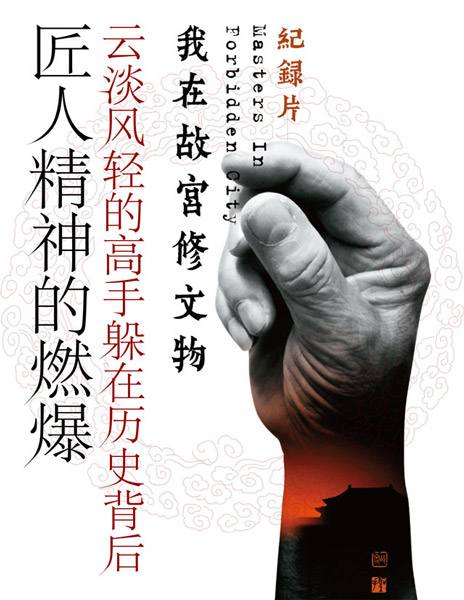 紀録片
Masters In
Forbidden City
我在故宫修文物
云淡风轻的高手躲在历史背后
匠人精神的燃爆